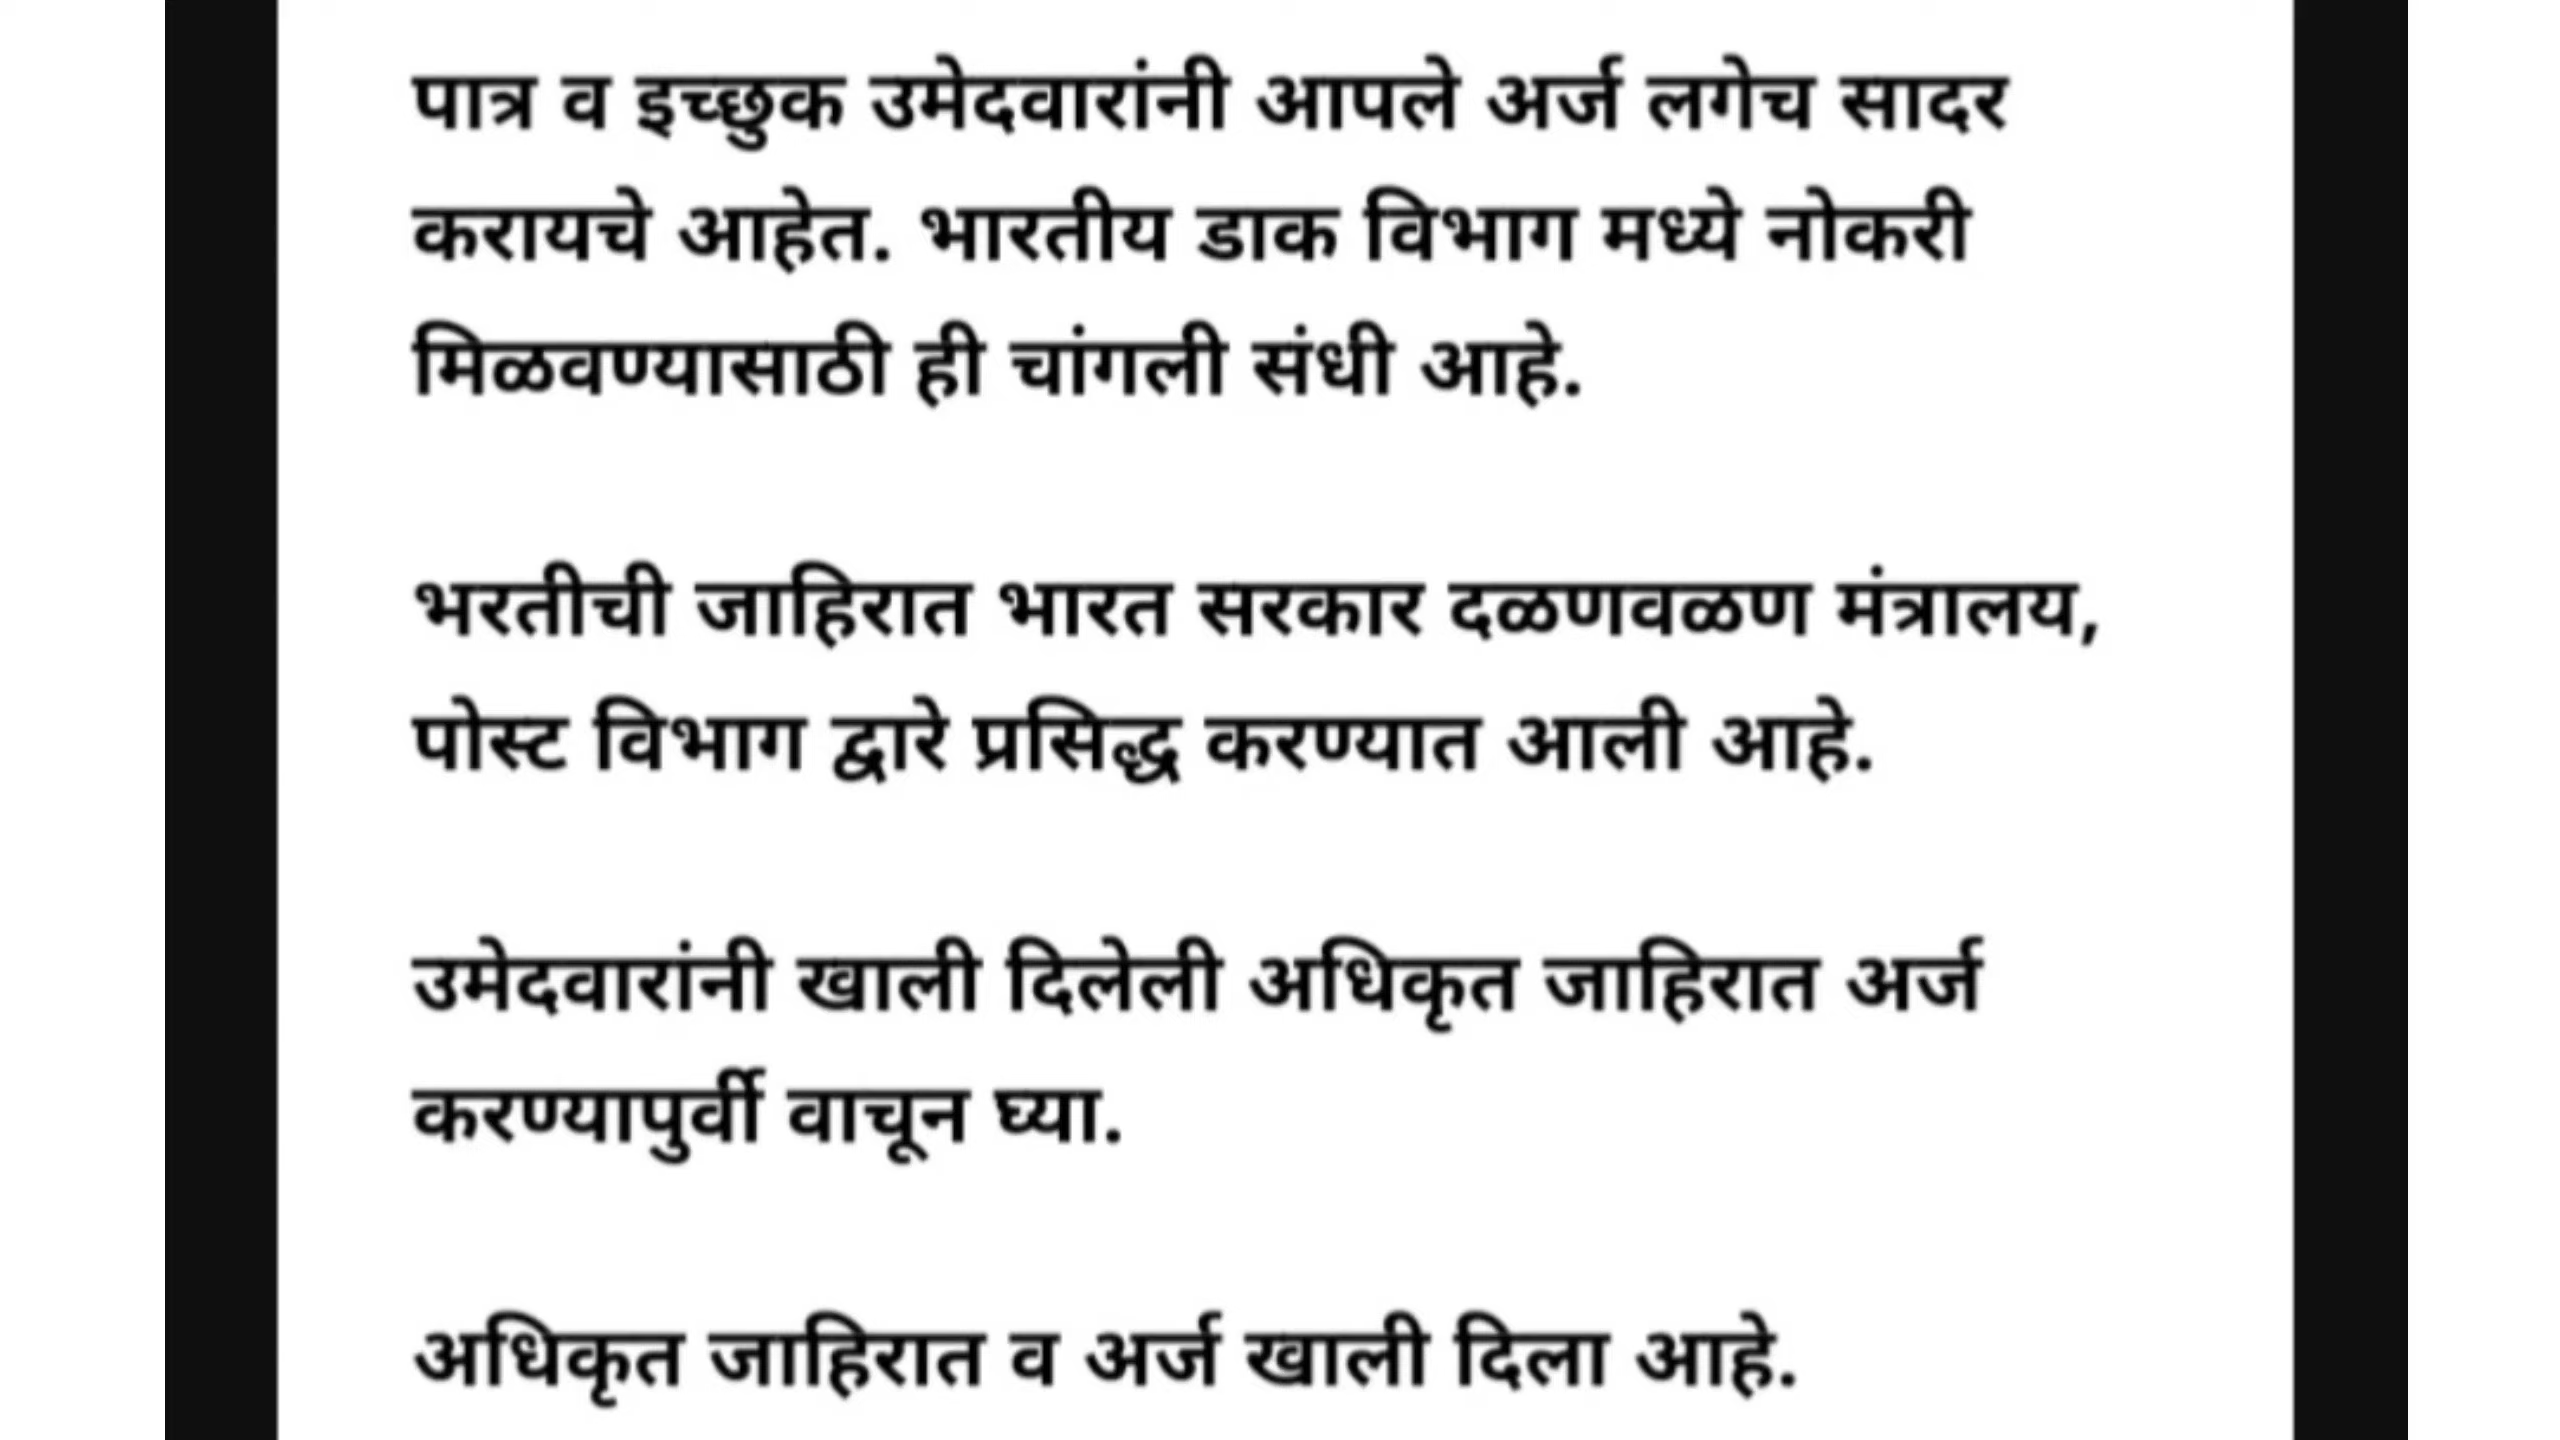 पात्र व इच्छुक उमेदवारांनी आपले अर्ज लगेच सादर
करायचे आहेत. भारतीय डाक विभाग मध्ये नोकरी
मिळवण्यासाठी ही चांगली संधी आहे.
भरतीची जाहिरात भारत सरकार दळणवळण मंत्रालय,
पोस्ट विभाग द्वारे प्रसिद्ध करण्यात आली आहे.
उमेदवारांनी खाली दिलेली अधिकृत जाहिरात अर्ज
करण्यापुर्वी वाचून घ्या.
अधिकृत जाहिरात व अर्ज खाली दिला आहे.